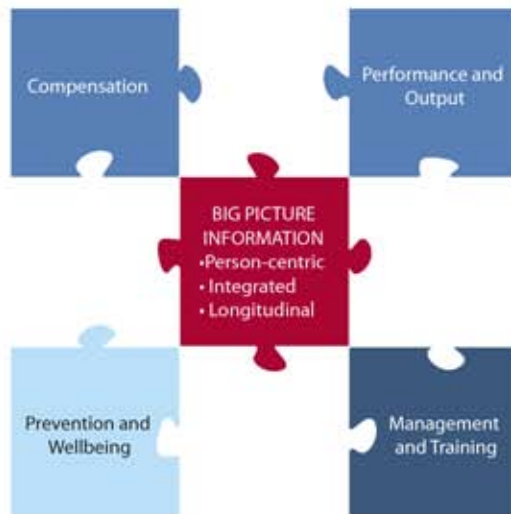 Compensation
Performance and
Output
BIG PICTURE
INFORMATION
•Person-centric
• Integrated
• Longitudinal
Prevention and
Wellbeing
Management
and Training